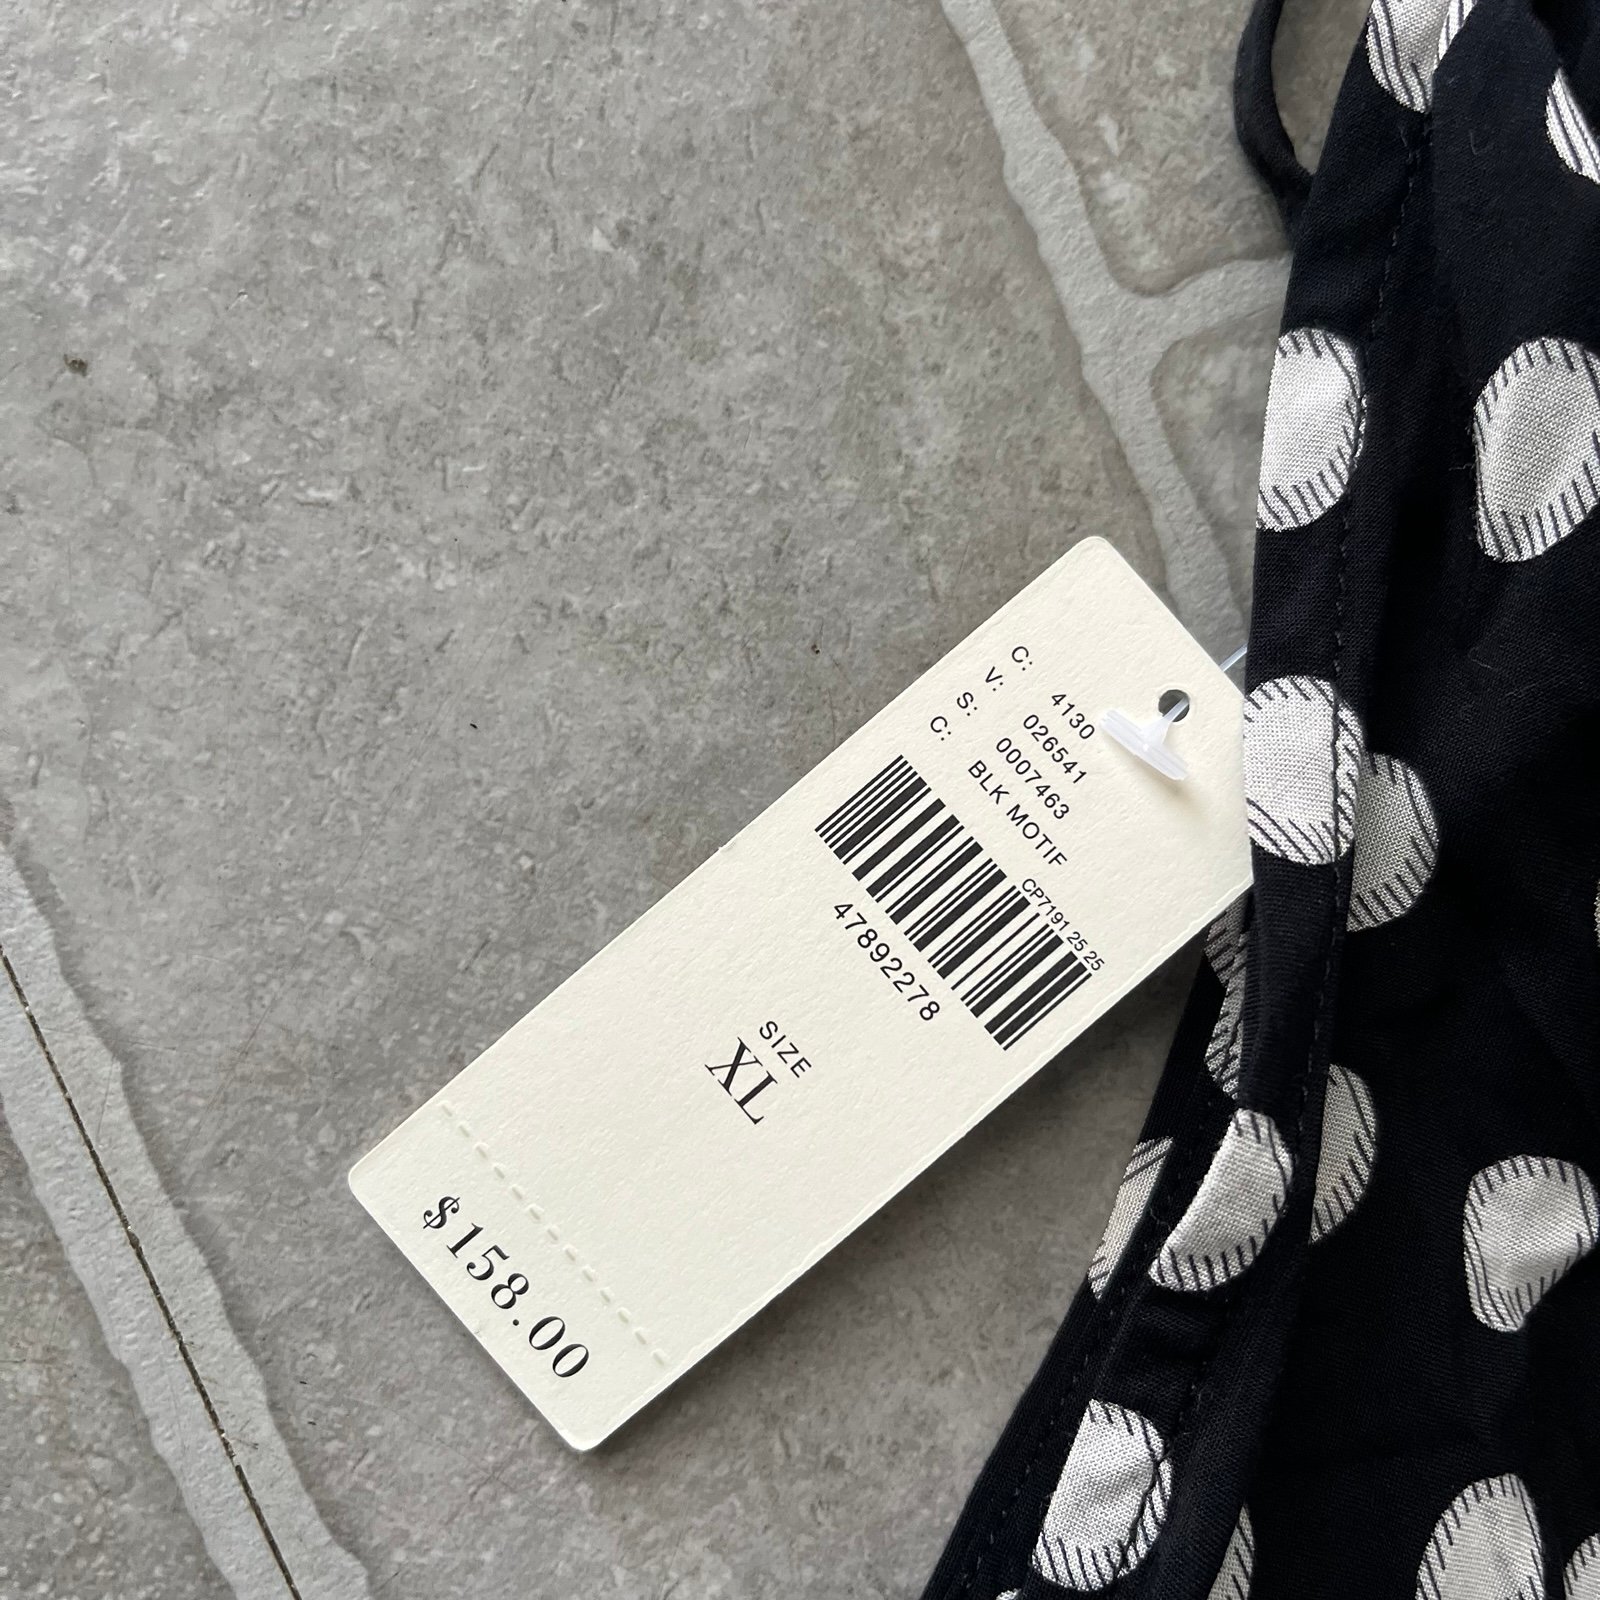 C: 4130
V: 026541
S: 0007463
C: BLK MOTIF
CP7191 25 25
47892278
SIZE
XL
$158.00